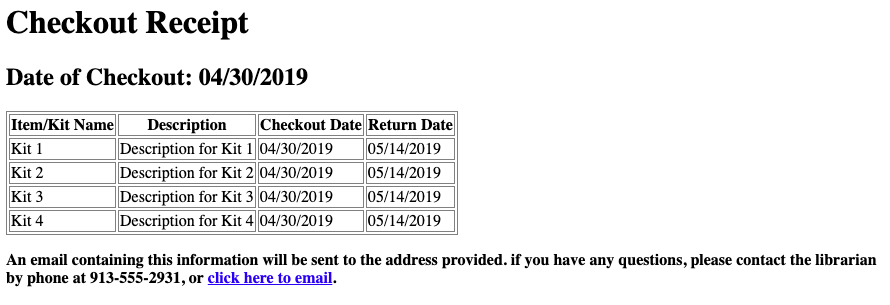 Checkout Receipt
Date of Checkout: 04/30/2019
Item/Kit Name Description Checkout Date Return Date
Kit 1 Description for Kit 1 04/30/2019 05/14/2019
Kit 2 Description for Kit 2 04/30/2019 05/14/2019
Kit 3 Description for Kit 3 04/30/2019 05/14/2019
Kit 4 Description for Kit 4 04/30/2019 05/14/2019
An email containing this information will be sent to the address provided. if you have any questions, please contact the librarian
by phone at 913-555-2931, or click here to email.